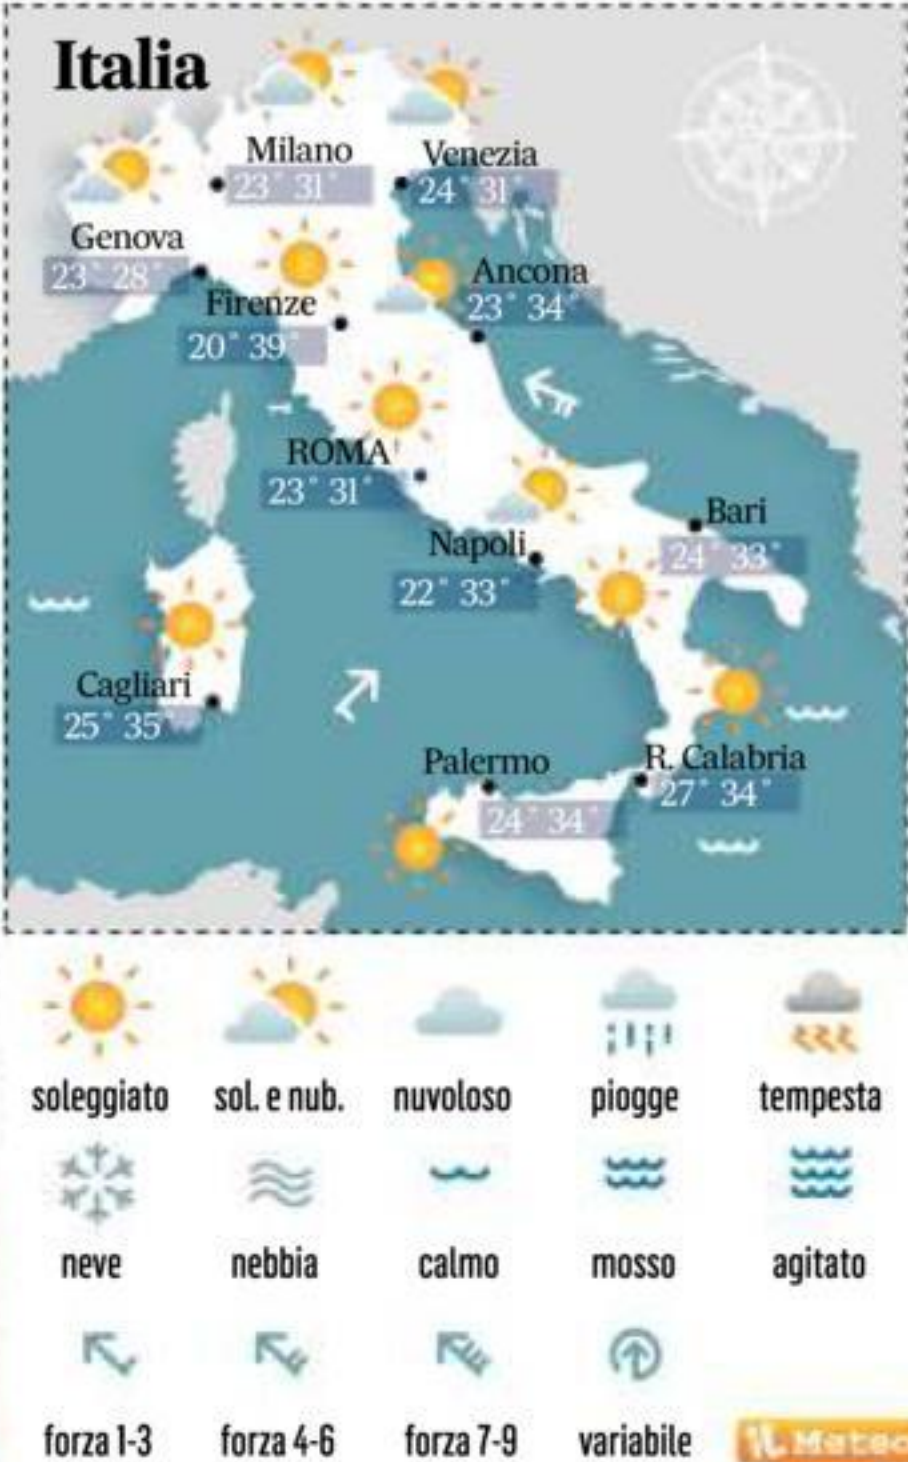 Italia
Milano
23° 31°
Venezia
24° 31°
Genova
23° 28°
Ancona
23° 34°
Firenze
20° 39°
ROMA
23° 31°
Bari
24° 33°
Napoli
22° 33°
Cagliari
25° 35°
Palermo
24° 34°
R. Calabria
27° 34°
soleggiato
sol. e nub.
nuvoloso
piogge
tempesta
neve
nebbia
calmo
mosso
agitato
forza 1-3
forza 4-6
forza 7-9
variabile
Meteo